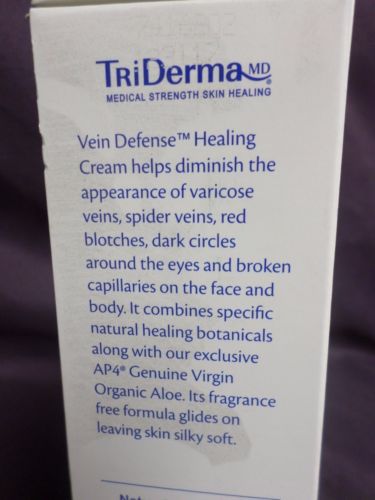 TRIDERMA MD®
MEDICAL STRENGTH SKIN HEALING
Vein Defense™ Healing
Cream helps diminish the
appearance of varicose
veins, spider veins, red
blotches, dark circles
around the eyes and broken
capillaries on the face and
body. It combines specific
natural healing botanicals
along with our exclusive
AP4® Genuine Virgin
Organic Aloe. Its fragrance
free formula glides on
leaving skin silky soft.